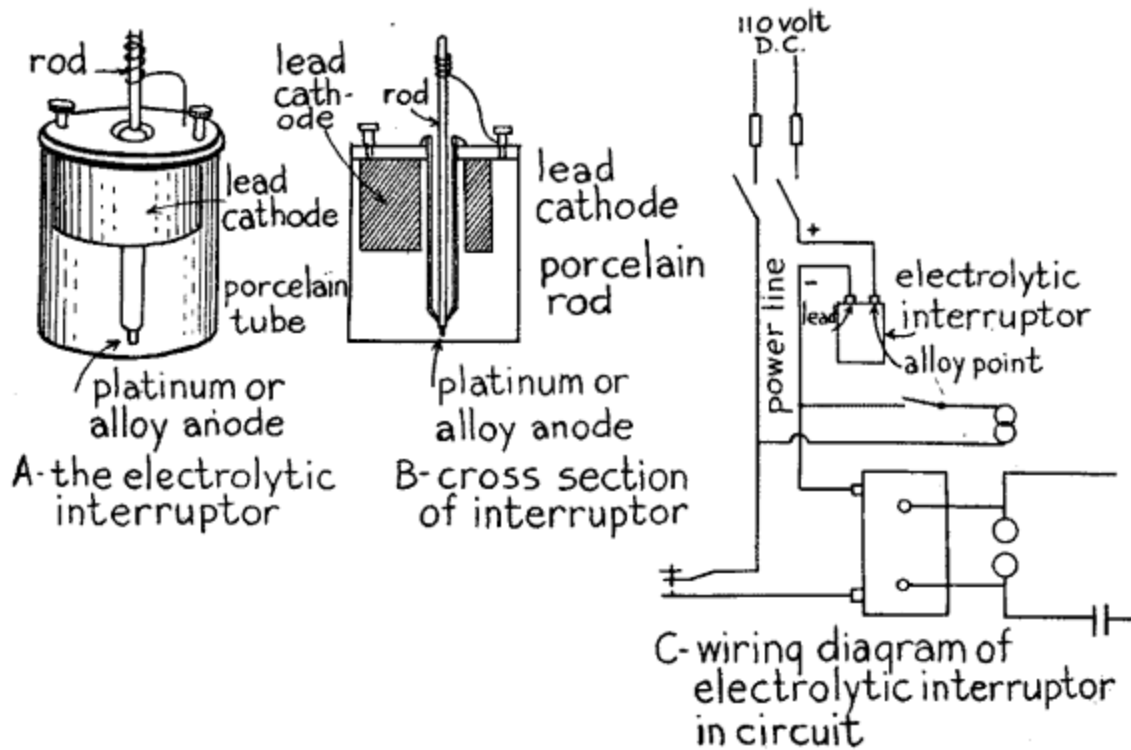 rod
lead
cathode
porcelain
tube
platinum or
alloy anode
A-the electrolytic
interruptor
lead
cath-
ode
rod
lead
cathode
porcelain
rod
platinum or
alloy anode
B-cross section
of interruptor
110 volt
D.C.
+
-
power line
lead
electrolytic
interruptor
alloy point
C-wiring diagram of
electrolytic interruptor
in circuit